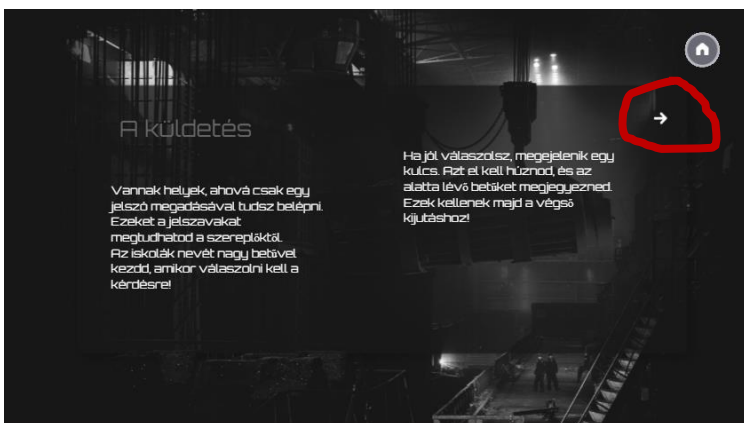 A küldetés
Vannak helyek, ahová csak egy
jelszó megadásával tudsz belépni.
Ezeket a jelszavakat
megtudhatod a szereplőktől.
Az iskolák nevét nagy betűvel
kezdd, amikor válaszolni kell a
kérdésre!
Ha jól válaszolsz, megejelenik egy
kulcs. Azt el kell húznod, és az
alatta lévő betűket megjegyezned.
Ezek kellenek majd a végső
kijutáshoz!